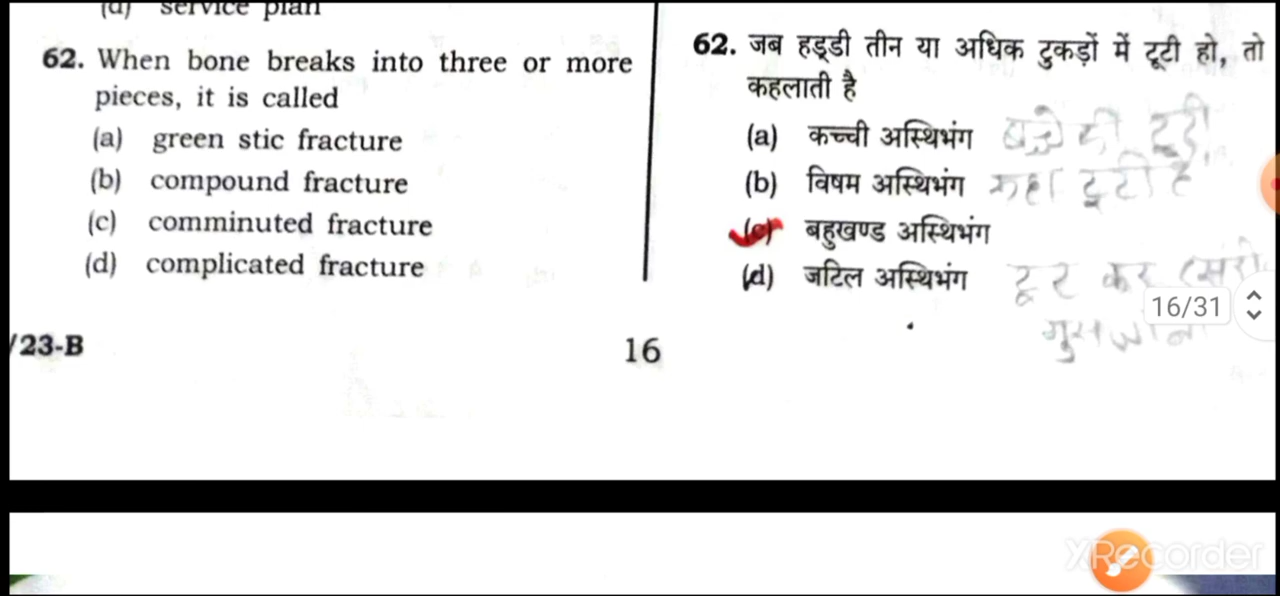 (d) service plan
62. When bone breaks into three or more
pieces, it is called
(a) green stic fracture
(b) compound fracture
(c) comminuted fracture
(d) complicated fracture
62. जब हड्डी तीन या अधिक टुकड़ों में टूटी हो, तो
कहलाती है
(a) कच्ची अस्थिभंग
(b) विषम अस्थिभंग
(c) बहुखण्ड अस्थिभंग
(d) जटिल अस्थिभंग
टूट कर
16/31
/23-B
16
XRecorder